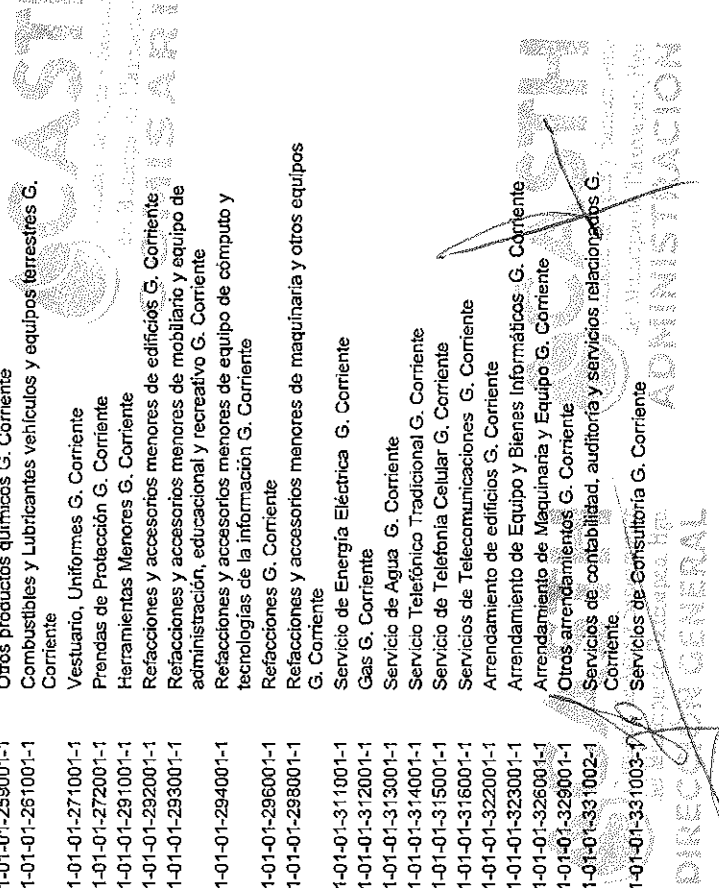 1-01-01-259001-1 Otros productos químicos G. Corriente
1-01-01-261001-1 Combustibles y Lubricantes vehículos y equipos terrestres G.
Corriente
1-01-01-271001-1 Vestuario, Uniformes G. Corriente
1-01-01-272001-1 Prendas de Protección G. Corriente
1-01-01-291001-1 Herramientas Menores G. Corriente
1-01-01-292001-1 Refacciones y accesorios menores de edificios G. Corriente
1-01-01-293001-1 Refacciones y accesorios menores de mobiliario y equipo de
administración, educacional y recreativo G. Corriente
1-01-01-294001-1 Refacciones y accesorios menores de equipo de cómputo y
tecnologías de la información G. Corriente
1-01-01-296001-1 Refacciones G. Corriente
1-01-01-298001-1 Refacciones y accesorios menores de maquinaria y otros equipos
G. Corriente
1-01-01-311001-1 Servicio de Energía Eléctrica G. Corriente
1-01-01-312001-1 Gas G. Corriente
1-01-01-313001-1 Servicio de Agua G. Corriente
1-01-01-314001-1 Servicio Telefónico Tradicional G. Corriente
1-01-01-315001-1 Servicio de Telefonía Celular G. Corriente
1-01-01-316001-1 Servicios de Telecomunicaciones G. Corriente
1-01-01-322001-1 Arrendamiento de edificios G. Corriente
1-01-01-323001-1 Arrendamiento de Equipo y Bienes Informáticos G. Corriente
1-01-01-326001-1 Arrendamiento de Maquinaria y Equipo G. Corriente
1-01-01-329001-1 Otros arrendamientos G. Corriente
1-01-01-331002-1 Servicios de contabilidad, auditoría y servicios relacionados G.
Corriente
1-01-01-331003-1 Servicios de Consultoría G. Corriente
CAASTH
DIRECCIÓN GENERAL
ADMINISTRACION